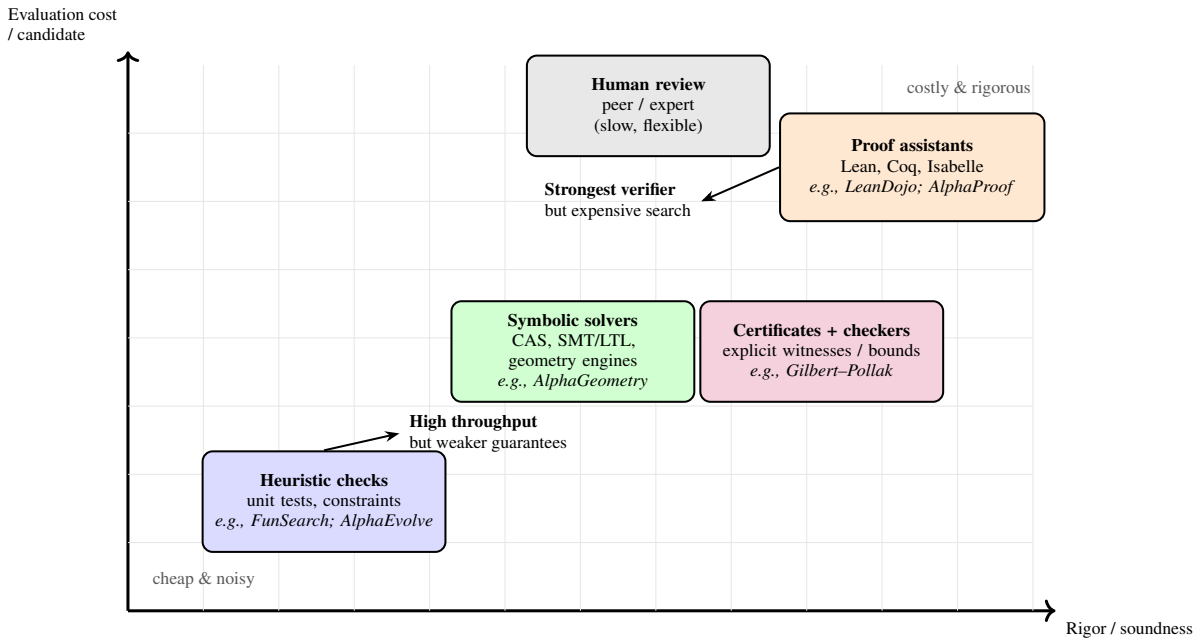 Evaluation cost
/ candidate
Human review
peer / expert
(slow, flexible)
costly & rigorous
Proof assistants
Lean, Coq, Isabelle
e.g., LeanDojo; AlphaProof
Strongest verifier
but expensive search
Symbolic solvers
CAS, SMT/LTL,
geometry engines
e.g., AlphaGeometry
Certificates + checkers
explicit witnesses / bounds
e.g., Gilbert–Pollak
High throughput
but weaker guarantees
Heuristic checks
unit tests, constraints
e.g., FunSearch; AlphaEvolve
cheap & noisy
Rigor / soundness